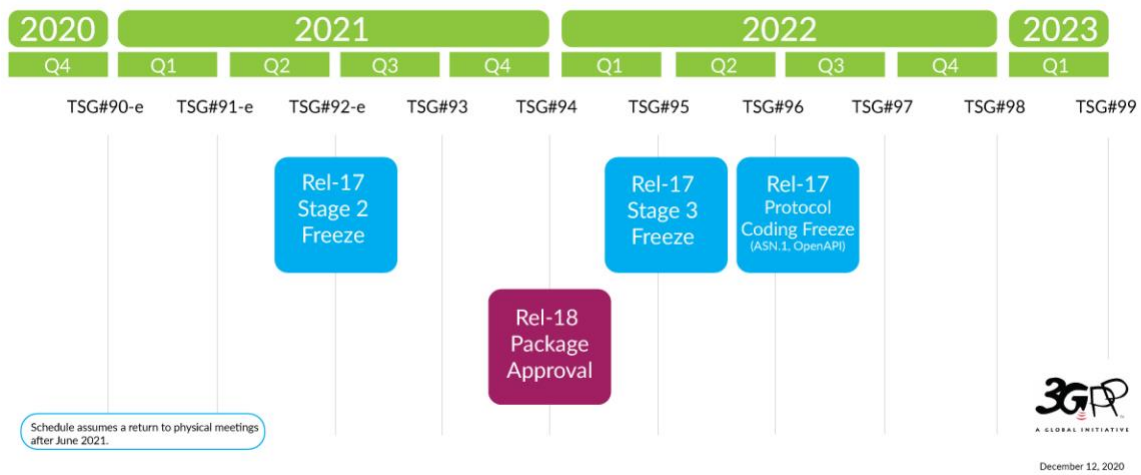 2020 2021 2022 2023
Q4 Q1 Q2 Q3 Q4 Q1 Q2 Q3 Q4 Q1
TSG#90-e TSG#91-e TSG#92-e TSG#93 TSG#94 TSG#95 TSG#96 TSG#97 TSG#98 TSG#99
Rel-17
Stage 2
Freeze
Rel-17
Stage 3
Freeze
Rel-17
Protocol
Coding Freeze
(ASN.1, OpenAPI)
Rel-18
Package
Approval
Schedule assumes a return to physical meetings
after June 2021.
3GPP
A GLOBAL INITIATIVE
December 12, 2020